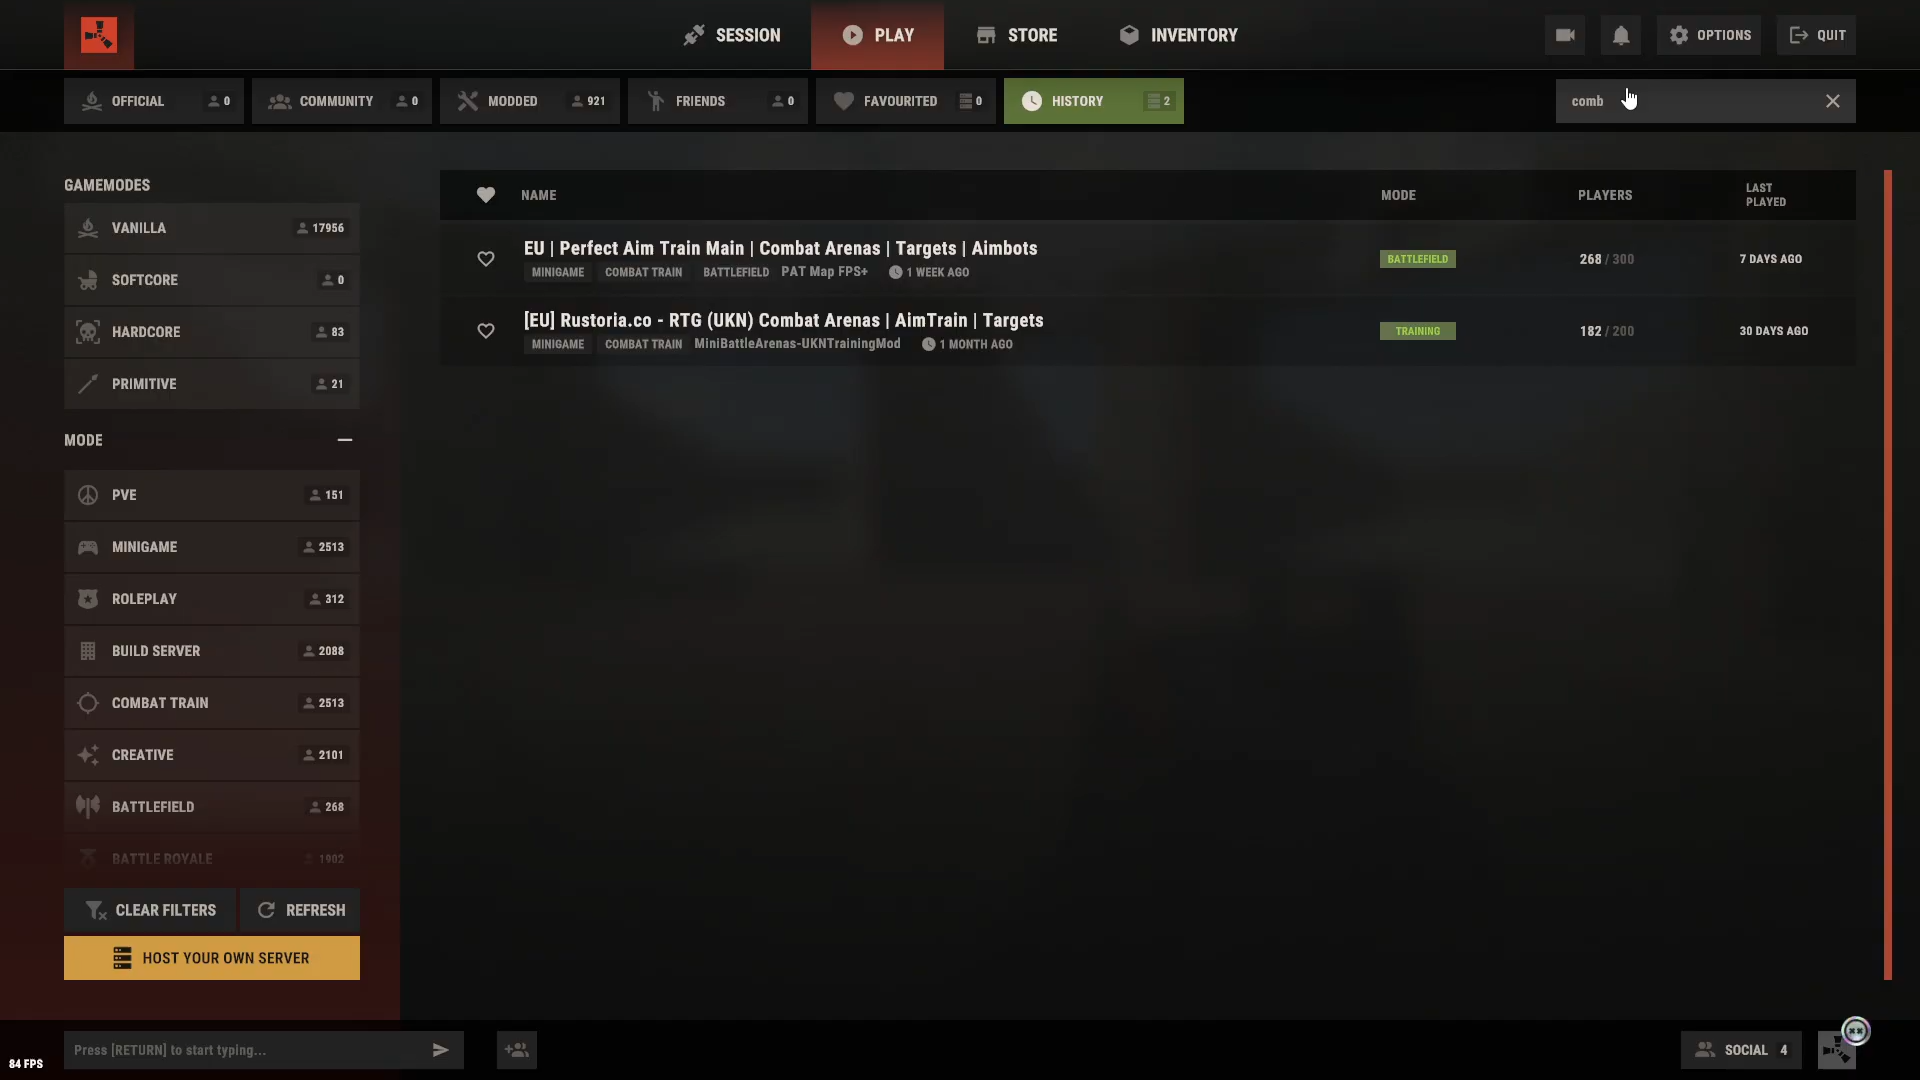 SESSION
PLAY
STORE
INVENTORY
OPTIONS
QUIT
OFFICIAL 0
COMMUNITY 0
MODDED 921
FRIENDS 0
FAVOURITED 0
HISTORY 2
comb
GAMEMODES
VANILLA 17956
SOFTCORE 0
HARDCORE 83
PRIMITIVE 21
MODE
PVE 151
MINIGAME 2513
ROLEPLAY 312
BUILD SERVER 2088
COMBAT TRAIN 2513
CREATIVE 2101
BATTLEFIELD 268
BATTLE ROYALE 1902
CLEAR FILTERS
REFRESH
HOST YOUR OWN SERVER
NAME MODE PLAYERS LAST PLAYED
EU | Perfect Aim Train Main | Combat Arenas | Targets | Aimbots
MINIGAME COMBAT TRAIN BATTLEFIELD PAT Map FPS+ 1 WEEK AGO
BATTLEFIELD 268 / 300 7 DAYS AGO
[EU] Rustoria.co - RTG (UKN) Combat Arenas | AimTrain | Targets
MINIGAME COMBAT TRAIN MiniBattleArenas-UKNTrainingMod 1 MONTH AGO
TRAINING 182 / 200 30 DAYS AGO
84 FPS
Press [RETURN] to start typing...
SOCIAL 4